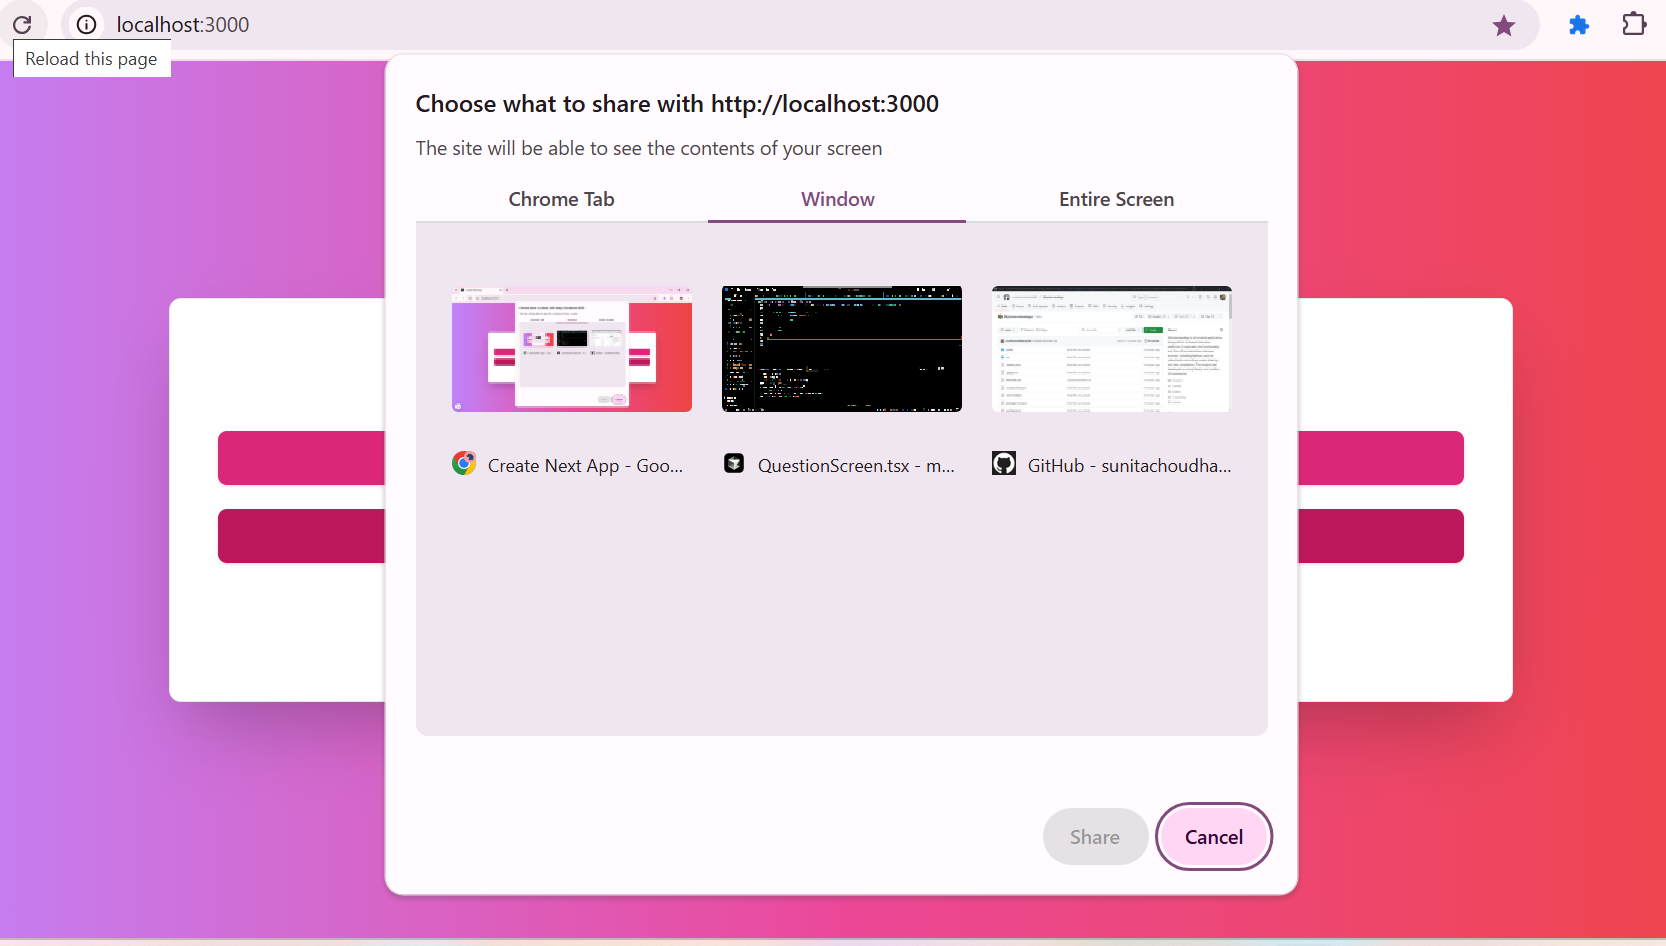 localhost:3000
Reload this page
Choose what to share with http://localhost:3000
The site will be able to see the contents of your screen
Chrome Tab
Window
Entire Screen
Create Next App - Goo...
QuestionScreen.tsx - m...
GitHub - sunitachoudha...
Share
Cancel